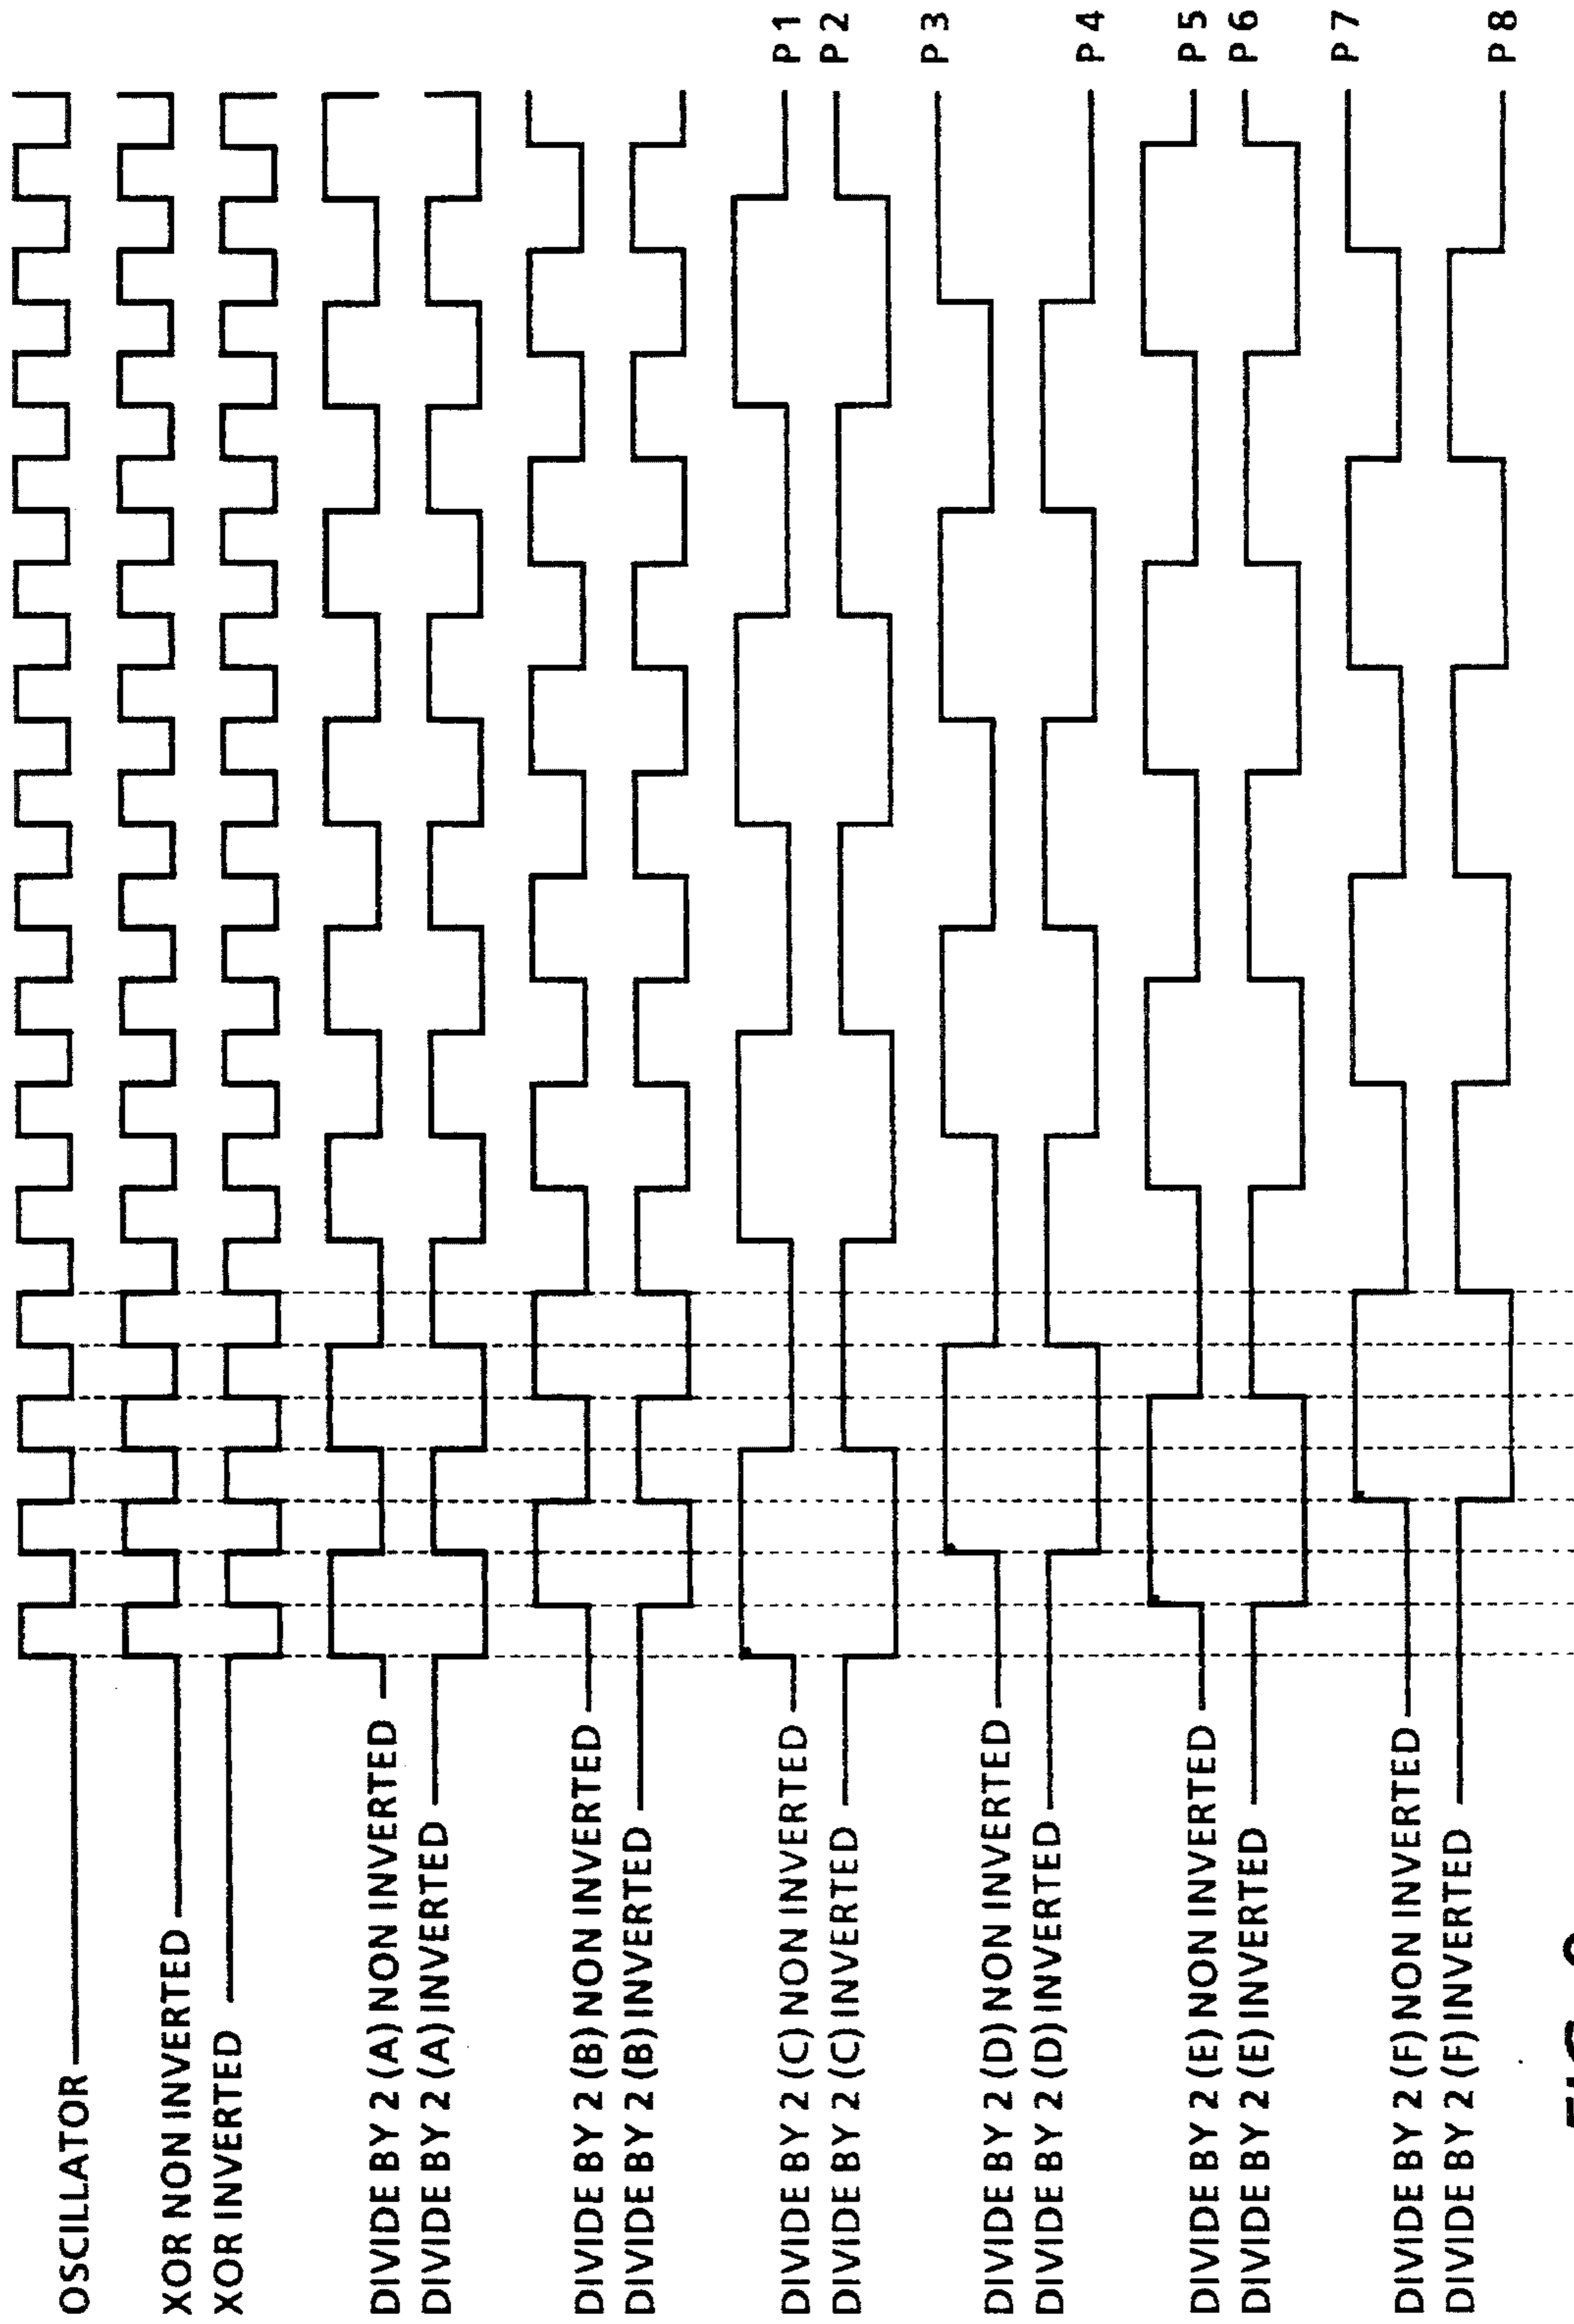 OSCILLATOR
XOR NON INVERTED
XOR INVERTED
DIVIDE BY 2 (A) NON INVERTED
DIVIDE BY 2 (A) INVERTED
DIVIDE BY 2 (B) NON INVERTED
DIVIDE BY 2 (B) INVERTED
DIVIDE BY 2 (C) NON INVERTED P1
DIVIDE BY 2 (C) INVERTED P2
DIVIDE BY 2 (D) NON INVERTED P3
DIVIDE BY 2 (D) INVERTED P4
DIVIDE BY 2 (E) NON INVERTED P5
DIVIDE BY 2 (E) INVERTED P6
DIVIDE BY 2 (F) NON INVERTED P7
DIVIDE BY 2 (F) INVERTED P8